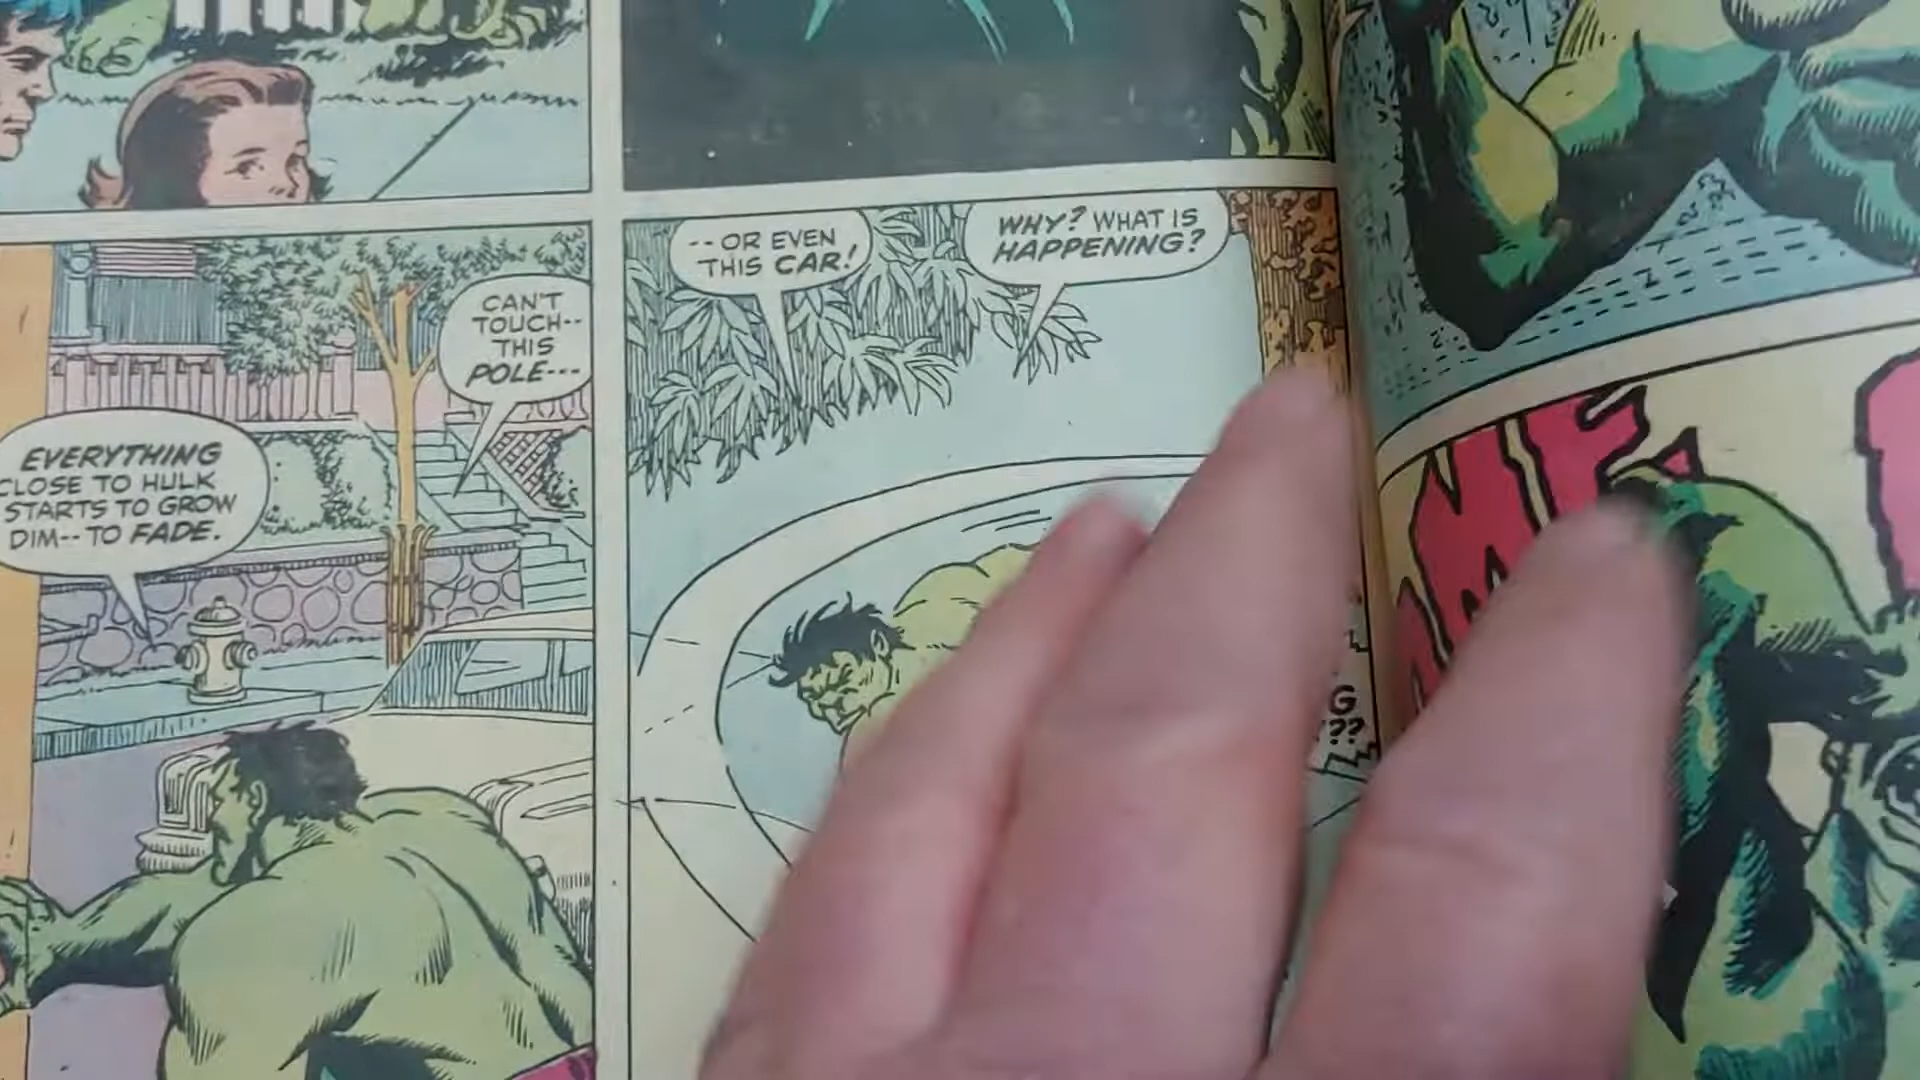 EVERYTHING
CLOSE TO HULK
STARTS TO GROW
DIM-- TO FADE.
CAN'T
TOUCH--
THIS
POLE---
-- OR EVEN
THIS CAR!
WHY? WHAT IS
HAPPENING?
G
??